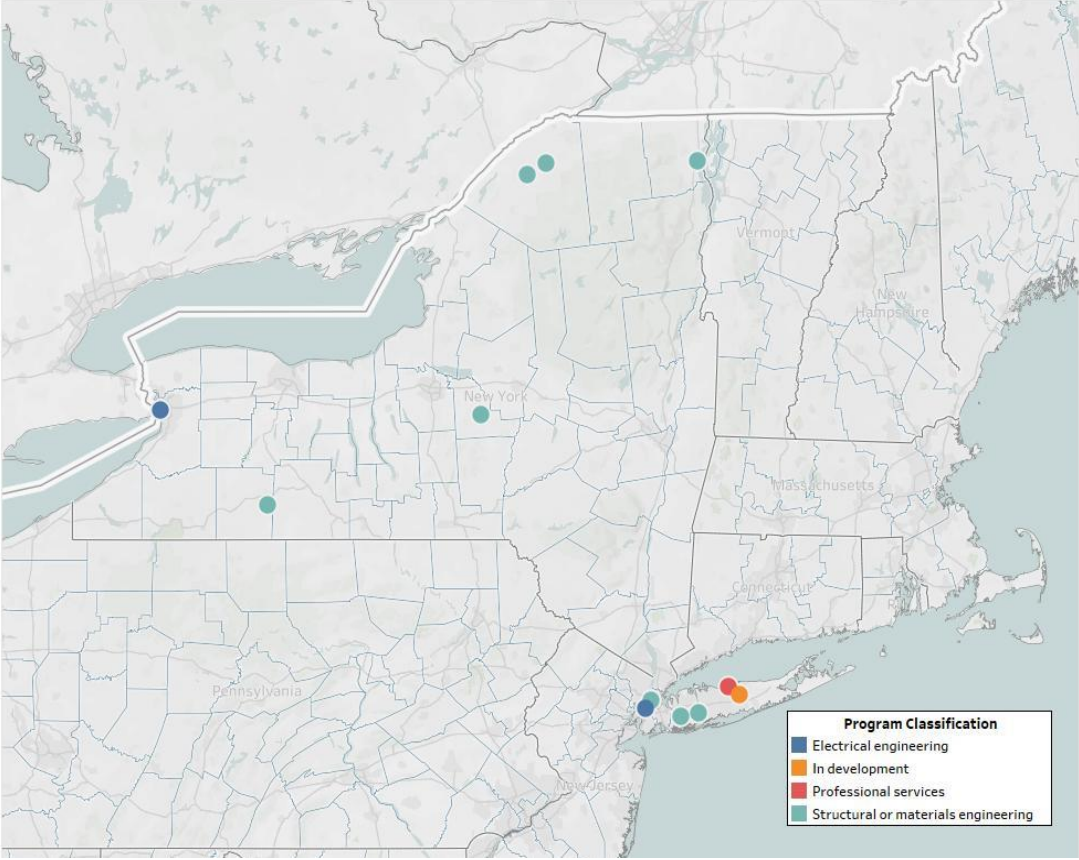 Vermont
New
Hampshire
New York
Massachusetts
Connecticut
Pennsylvania
New Jersey
Program Classification
Electrical engineering
In development
Professional services
Structural or materials engineering